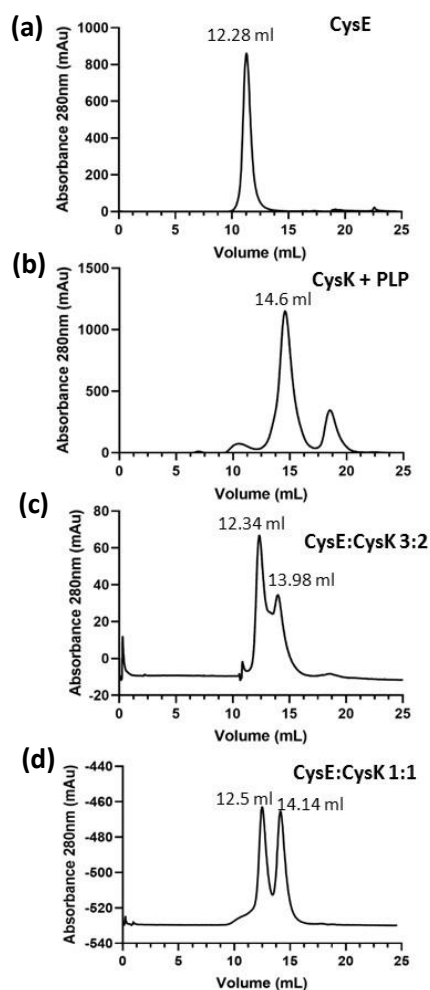 (a)
CysE
12.28 ml
Absorbance 280nm (mAu)
1000
800
600
400
200
0
0 5 10 15 20 25
Volume (mL)
(b)
CysK + PLP
14.6 ml
Absorbance 280nm (mAu)
1500
1000
500
0
0 5 10 15 20 25
Volume (mL)
(c)
CysE:CysK 3:2
12.34 ml
13.98 ml
Absorbance 280nm (mAu)
80
60
40
20
0
-20
0 5 10 15 20 25
Volume (mL)
(d)
CysE:CysK 1:1
12.5 ml 14.14 ml
Absorbance 280nm (mAu)
-440
-460
-480
-500
-520
-540
0 5 10 15 20 25
Volume (mL)